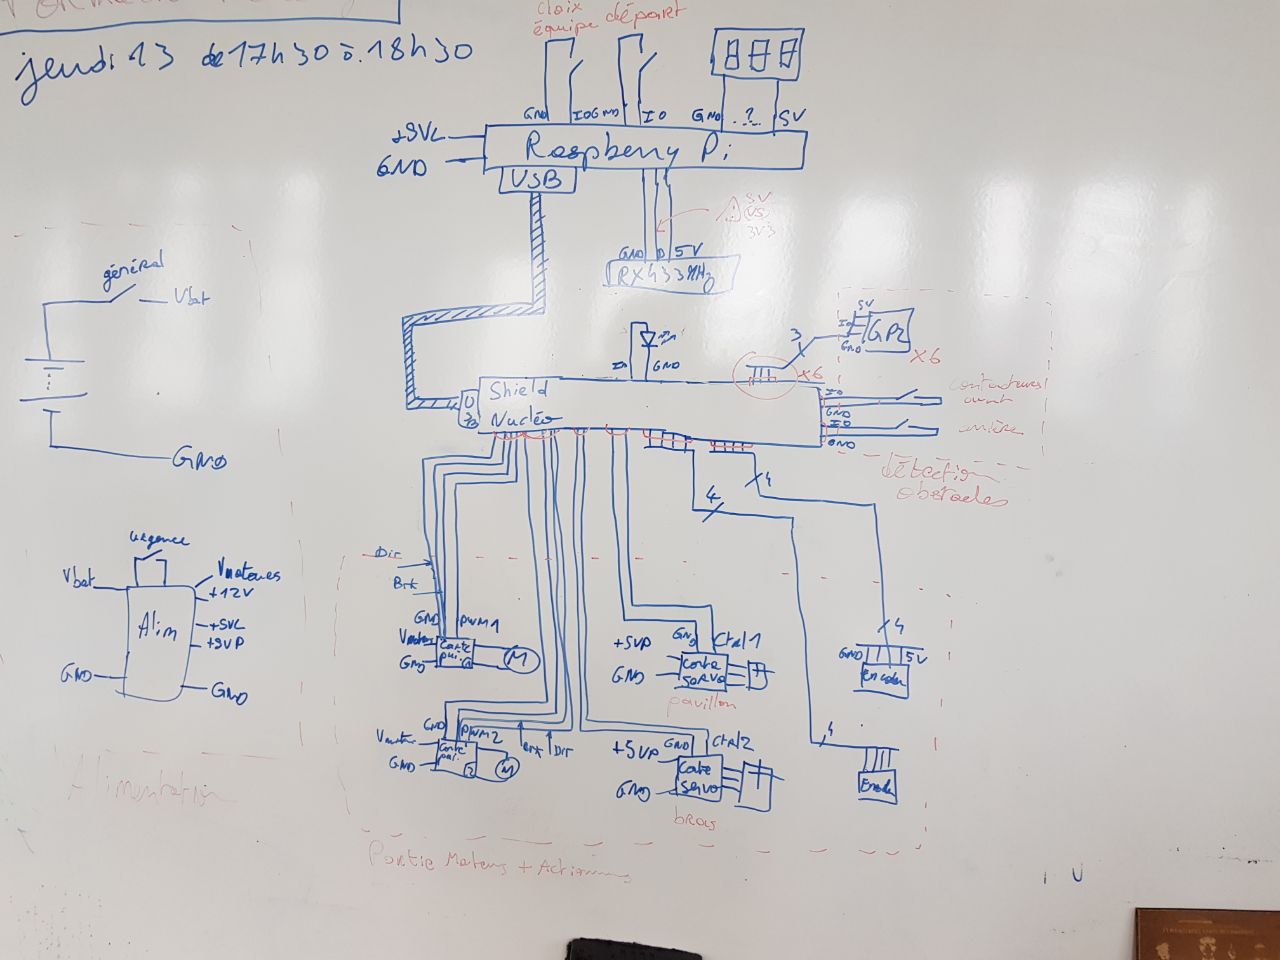 jeudi 13 de 17h30 à 18h30
choix
équipe
départ
GND IO GND IO GND ..?.. 5V
+5VL
GND
Raspberry Pi
USB
5V
VS
3V3
GND D 5V
RX433MHz
général
Vbat
GND
IO GND
3
5V
IO
GND
GP2
x6
x6
Shield
Nucléo
IO
GND
IO
GND
contacteurs
avant
arrière
détection
obstacles
4
4
urgence
Vbat
Vmoteurs
+12V
Alim
+5VL
+5VP
GND
GND
Alimentation
Dir
Brk
GND PWM1
Vmoteur
GND
Carte
pui. 1
M
GND PWM2
Vmoteur
GND
Carte
pui. 2
M
Brk Dir
+5VP
GND
GND Ctrl1
Carte
servo
pavillon
+5VP
GND
GND Ctrl2
Carte
Servo
bras
4
GND 5V
Encoder
4
Encoder
Partie Moteurs + Actionneurs